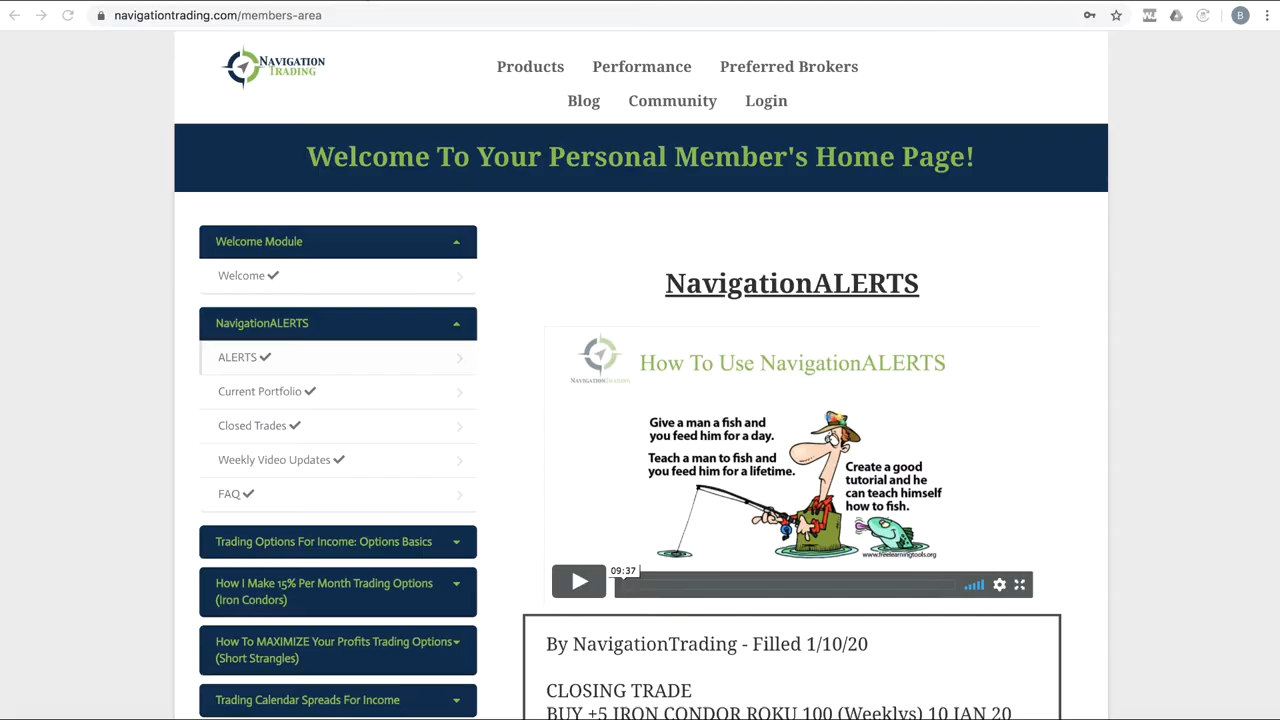 navigationtrading.com/members-area
B
NAVIGATION
TRADING
Products
Performance
Preferred Brokers
Blog
Community
Login
Welcome To Your Personal Member's Home Page!
Welcome Module
Welcome
NavigationALERTS
ALERTS
Current Portfolio
Closed Trades
Weekly Video Updates
FAQ
Trading Options For Income: Options Basics
How I Make 15% Per Month Trading Options
(Iron Condors)
How To MAXIMIZE Your Profits Trading Options
(Short Strangles)
Trading Calendar Spreads For Income
NavigationALERTS
NAVIGATIONTRADING
How To Use NavigationALERTS
Give a man a fish and
you feed him for a day.
Teach a man to fish and
you feed him for a lifetime.
Create a good
tutorial and he
can teach himself
how to fish.
www.freelearningtools.org
09:37
By NavigationTrading - Filled 1/10/20
CLOSING TRADE
BUY +5 IRON CONDOR ROKU 100 (Weeklys) 10 JAN 20